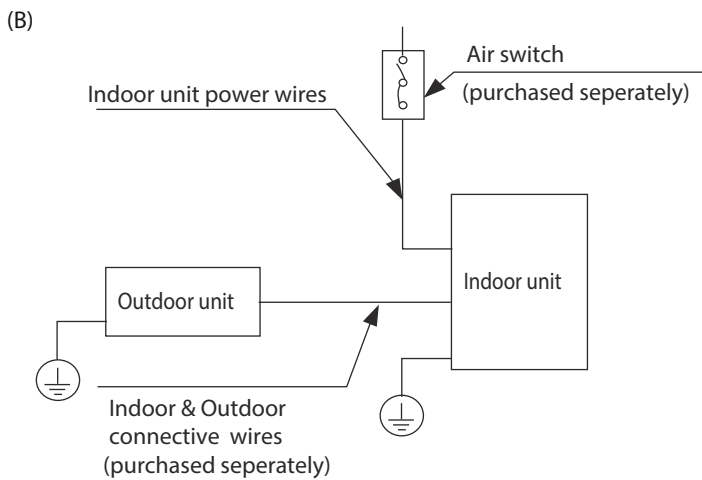 (B)
Air switch
(purchased seperately)
Indoor unit power wires
Indoor unit
Outdoor unit
Indoor & Outdoor
connective wires
(purchased seperately)